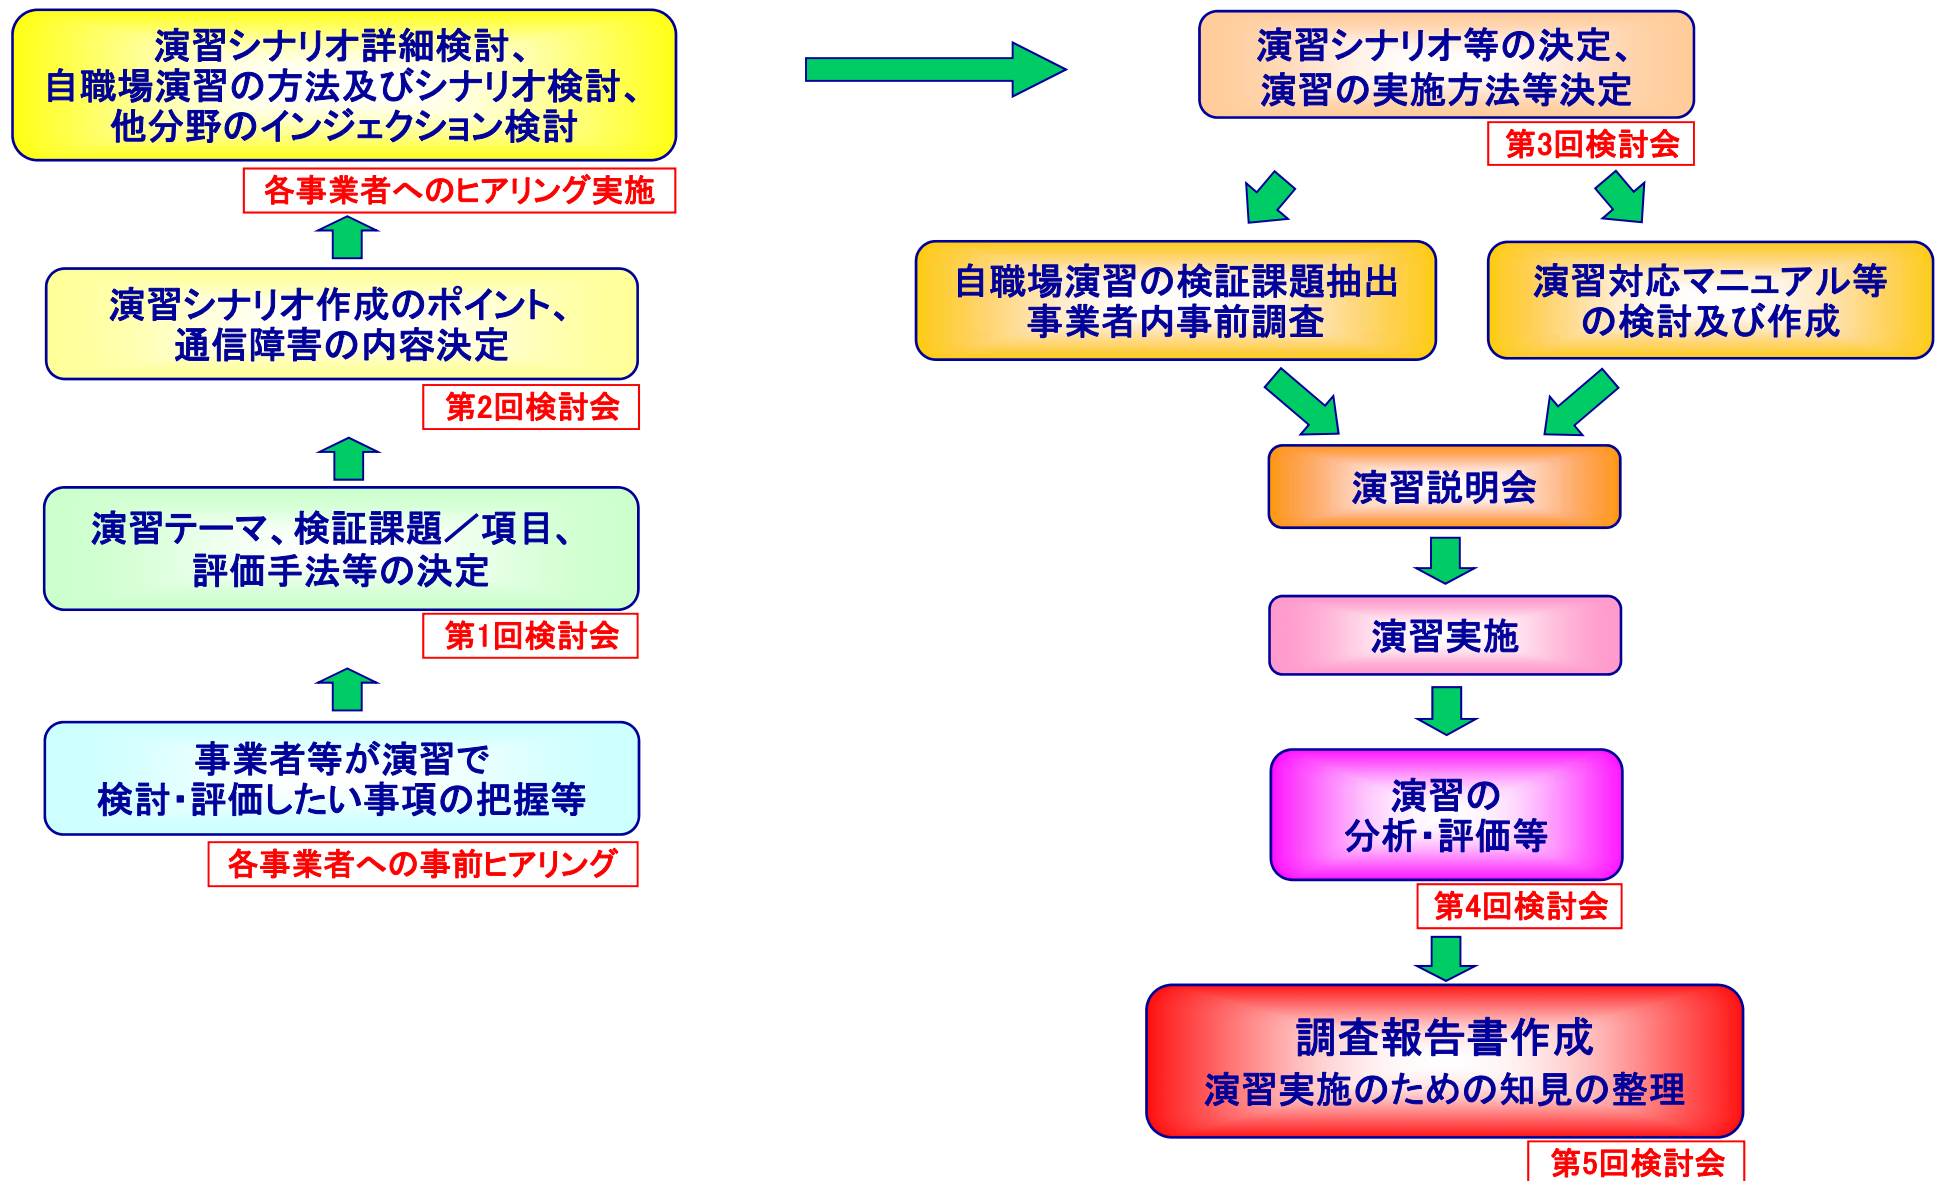 演習シナリオ詳細検討、
自職場演習の方法及びシナリオ検討、
他分野のインジェクション検討
各事業者へのヒアリング実施
演習シナリオ作成のポイント、
通信障害の内容決定
第2回検討会
演習テーマ、検証課題／項目、
評価手法等の決定
第1回検討会
事業者等が演習で
検討・評価したい事項の把握等
各事業者への事前ヒアリング
演習シナリオ等の決定、
演習の実施方法等決定
第3回検討会
自職場演習の検証課題抽出
事業者内事前調査
演習対応マニュアル等
の検討及び作成
演習説明会
演習実施
演習の
分析・評価等
第4回検討会
調査報告書作成
演習実施のための知見の整理
第5回検討会